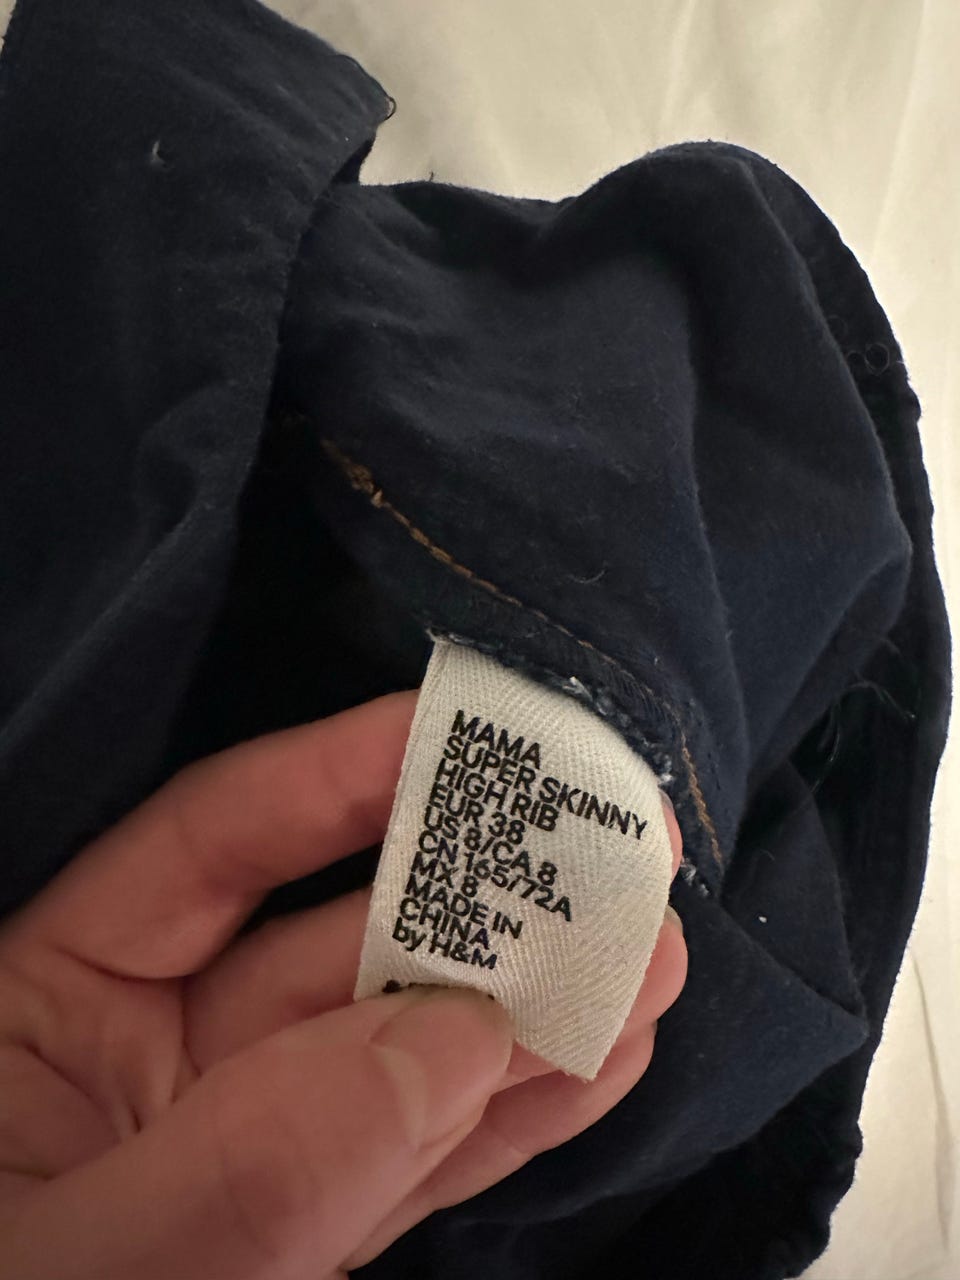 MAMA
SUPER SKINNY
HIGH RIB
EUR 38
US 8/CA 8
CN 165/72A
MX 8
MADE IN
CHINA
by H&M